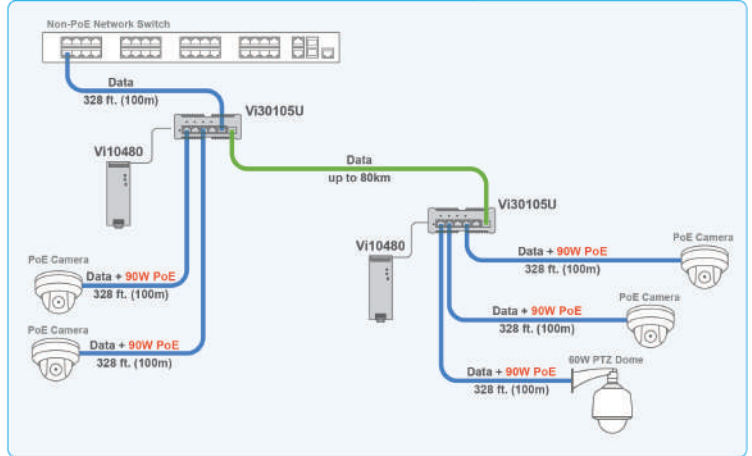 Non-PoE Network Switch
Data
328 ft. (100m)
Vi30105U
Vi10480
Data
up to 80km
Vi30105U
Vi10480
PoE Camera
Data + 90W PoE
328 ft. (100m)
PoE Camera
Data + 90W PoE
328 ft. (100m)
Data + 90W PoE
328 ft. (100m)
PoE Camera
Data + 90W PoE
328 ft. (100m)
PoE Camera
Data + 90W PoE
328 ft. (100m)
60W PTZ Dome